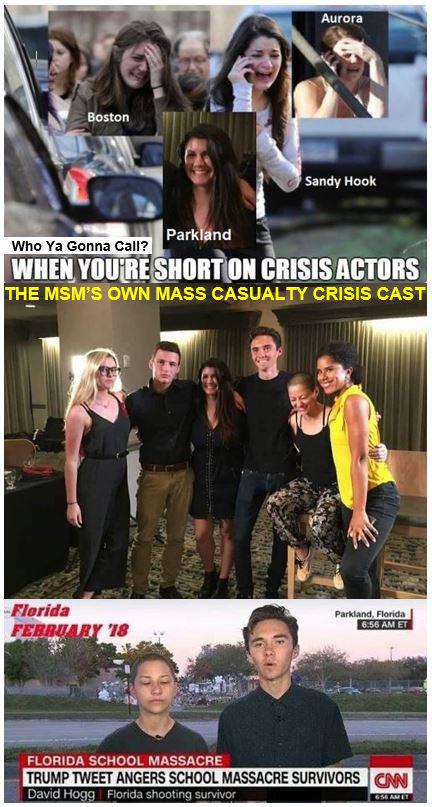 Aurora
Boston
Sandy Hook
Parkland
Who Ya Gonna Call?
WHEN YOU'RE SHORT ON CRISIS ACTORS
THE MSM'S OWN MASS CASUALTY CRISIS CAST
Florida
FEBRUARY '18
Parkland, Florida
6:56 AM ET
FLORIDA SCHOOL MASSACRE
TRUMP TWEET ANGERS SCHOOL MASSACRE SURVIVORS
CNN
David Hogg | Florida shooting survivor
6:56 AM ET